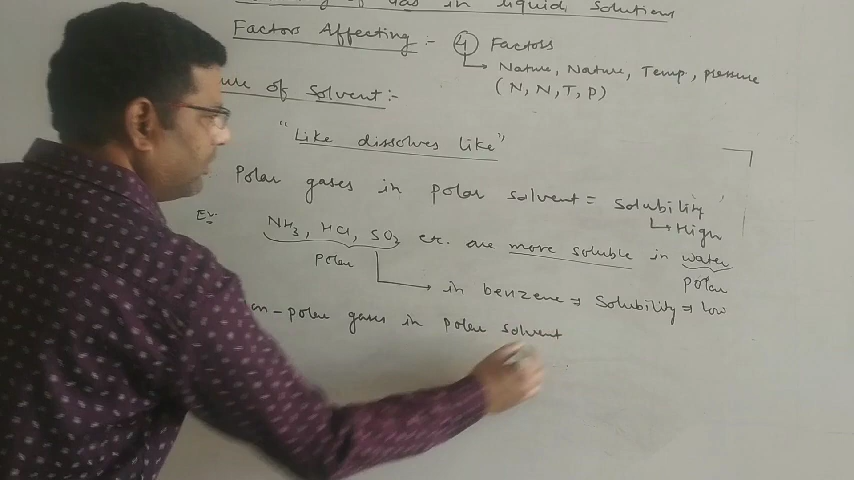 of Gas in liquid Solutions
Factors Affecting :- 4 Factors
Nature, Nature, Temp, pressure
(N, N, T, P)
ure of Solvent:-
"Like dissolves like"
Polar gases in polar solvent = Solubility
High
Ex: NH3, HCl, SO2 etc. are more soluble in water
Polar
Polar
in benzene ⇒ Solubility ⇒ low
on-polar gases in Polar solvent